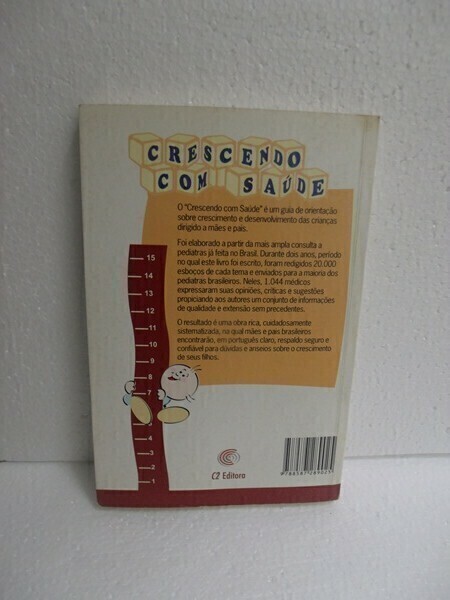 CRESCENDO
COM SAÚDE
O "Crescendo com Saúde" é um guia de orientação
sobre crescimento e desenvolvimento das crianças
dirigido a mães e pais.
Foi elaborado a partir da mais ampla consulta a
pediatras já feita no Brasil. Durante dois anos, período
no qual este livro foi escrito, foram redigidos 20.000
esboços de cada tema e enviados para a maioria dos
pediatras brasileiros. Neles, 1.044 médicos
expressaram suas opiniões, críticas e sugestões
propiciando aos autores um conjunto de informações
de qualidade e extensão sem precedentes.
O resultado é uma obra rica, cuidadosamente
sistematizada, na qual mães e pais brasileiros
encontrarão, em português claro, respaldo seguro e
confiável para dúvidas e anseios sobre o crescimento
de seus filhos.
15
14
13
12
11
10
9
8
7
4
3
2
1
C2 Editora